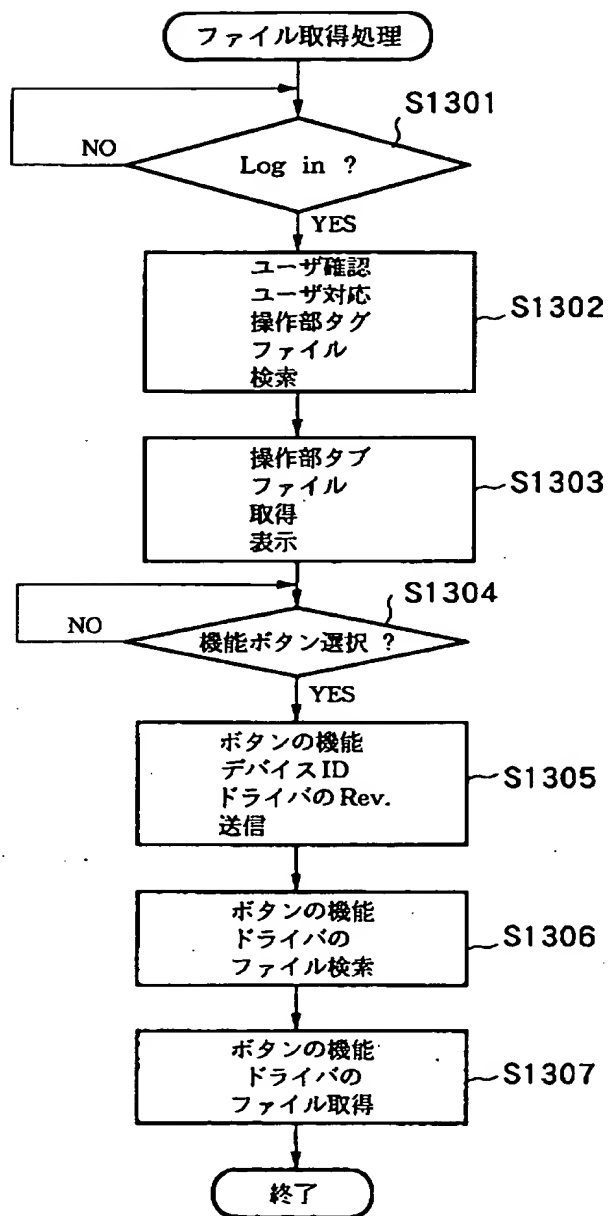 ファイル取得処理
S1301
NO
Log in ?
YES
ユーザ確認
ユーザ対応
操作部タグ
ファイル
検索
S1302
操作部タブ
ファイル
取得
表示
S1303
S1304
NO
機能ボタン選択 ?
YES
ボタンの機能
デバイスID
ドライバのRev.
送信
S1305
ボタンの機能
ドライバの
ファイル検索
S1306
ボタンの機能
ドライバの
ファイル取得
S1307
終了